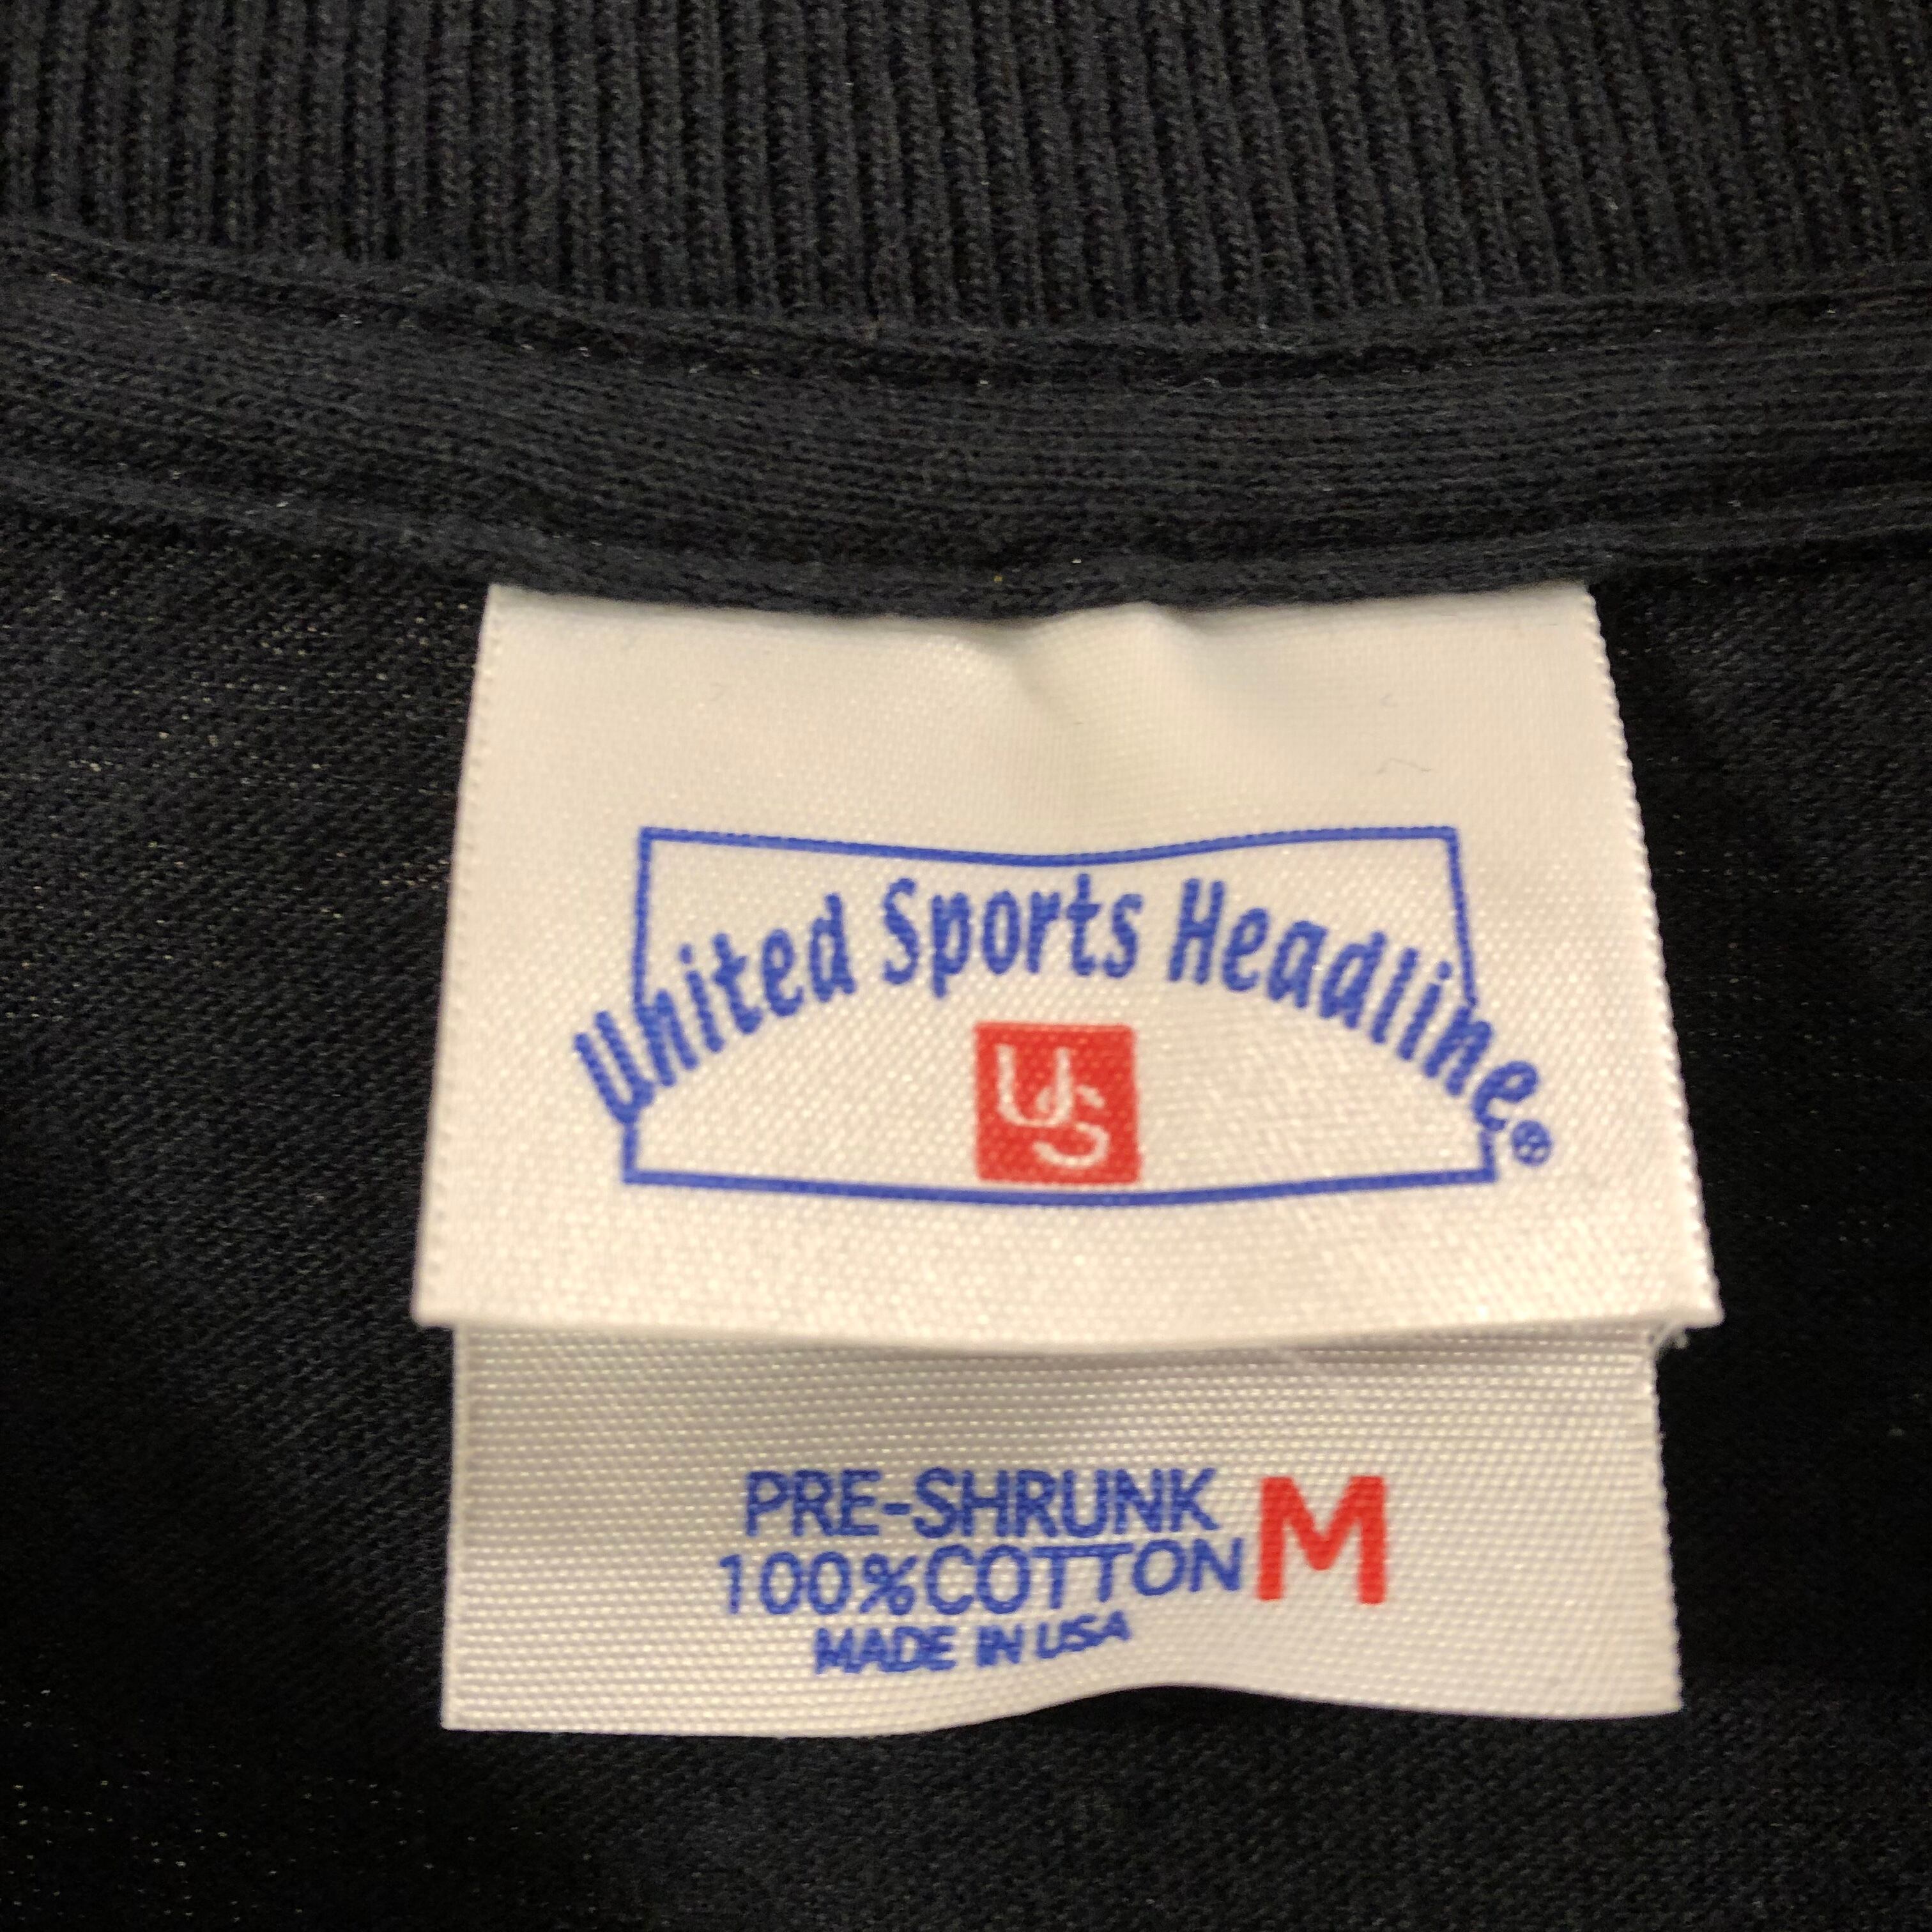 United Sports Headline®
US
PRE-SHRUNK
100%COTTON M
MADE IN USA